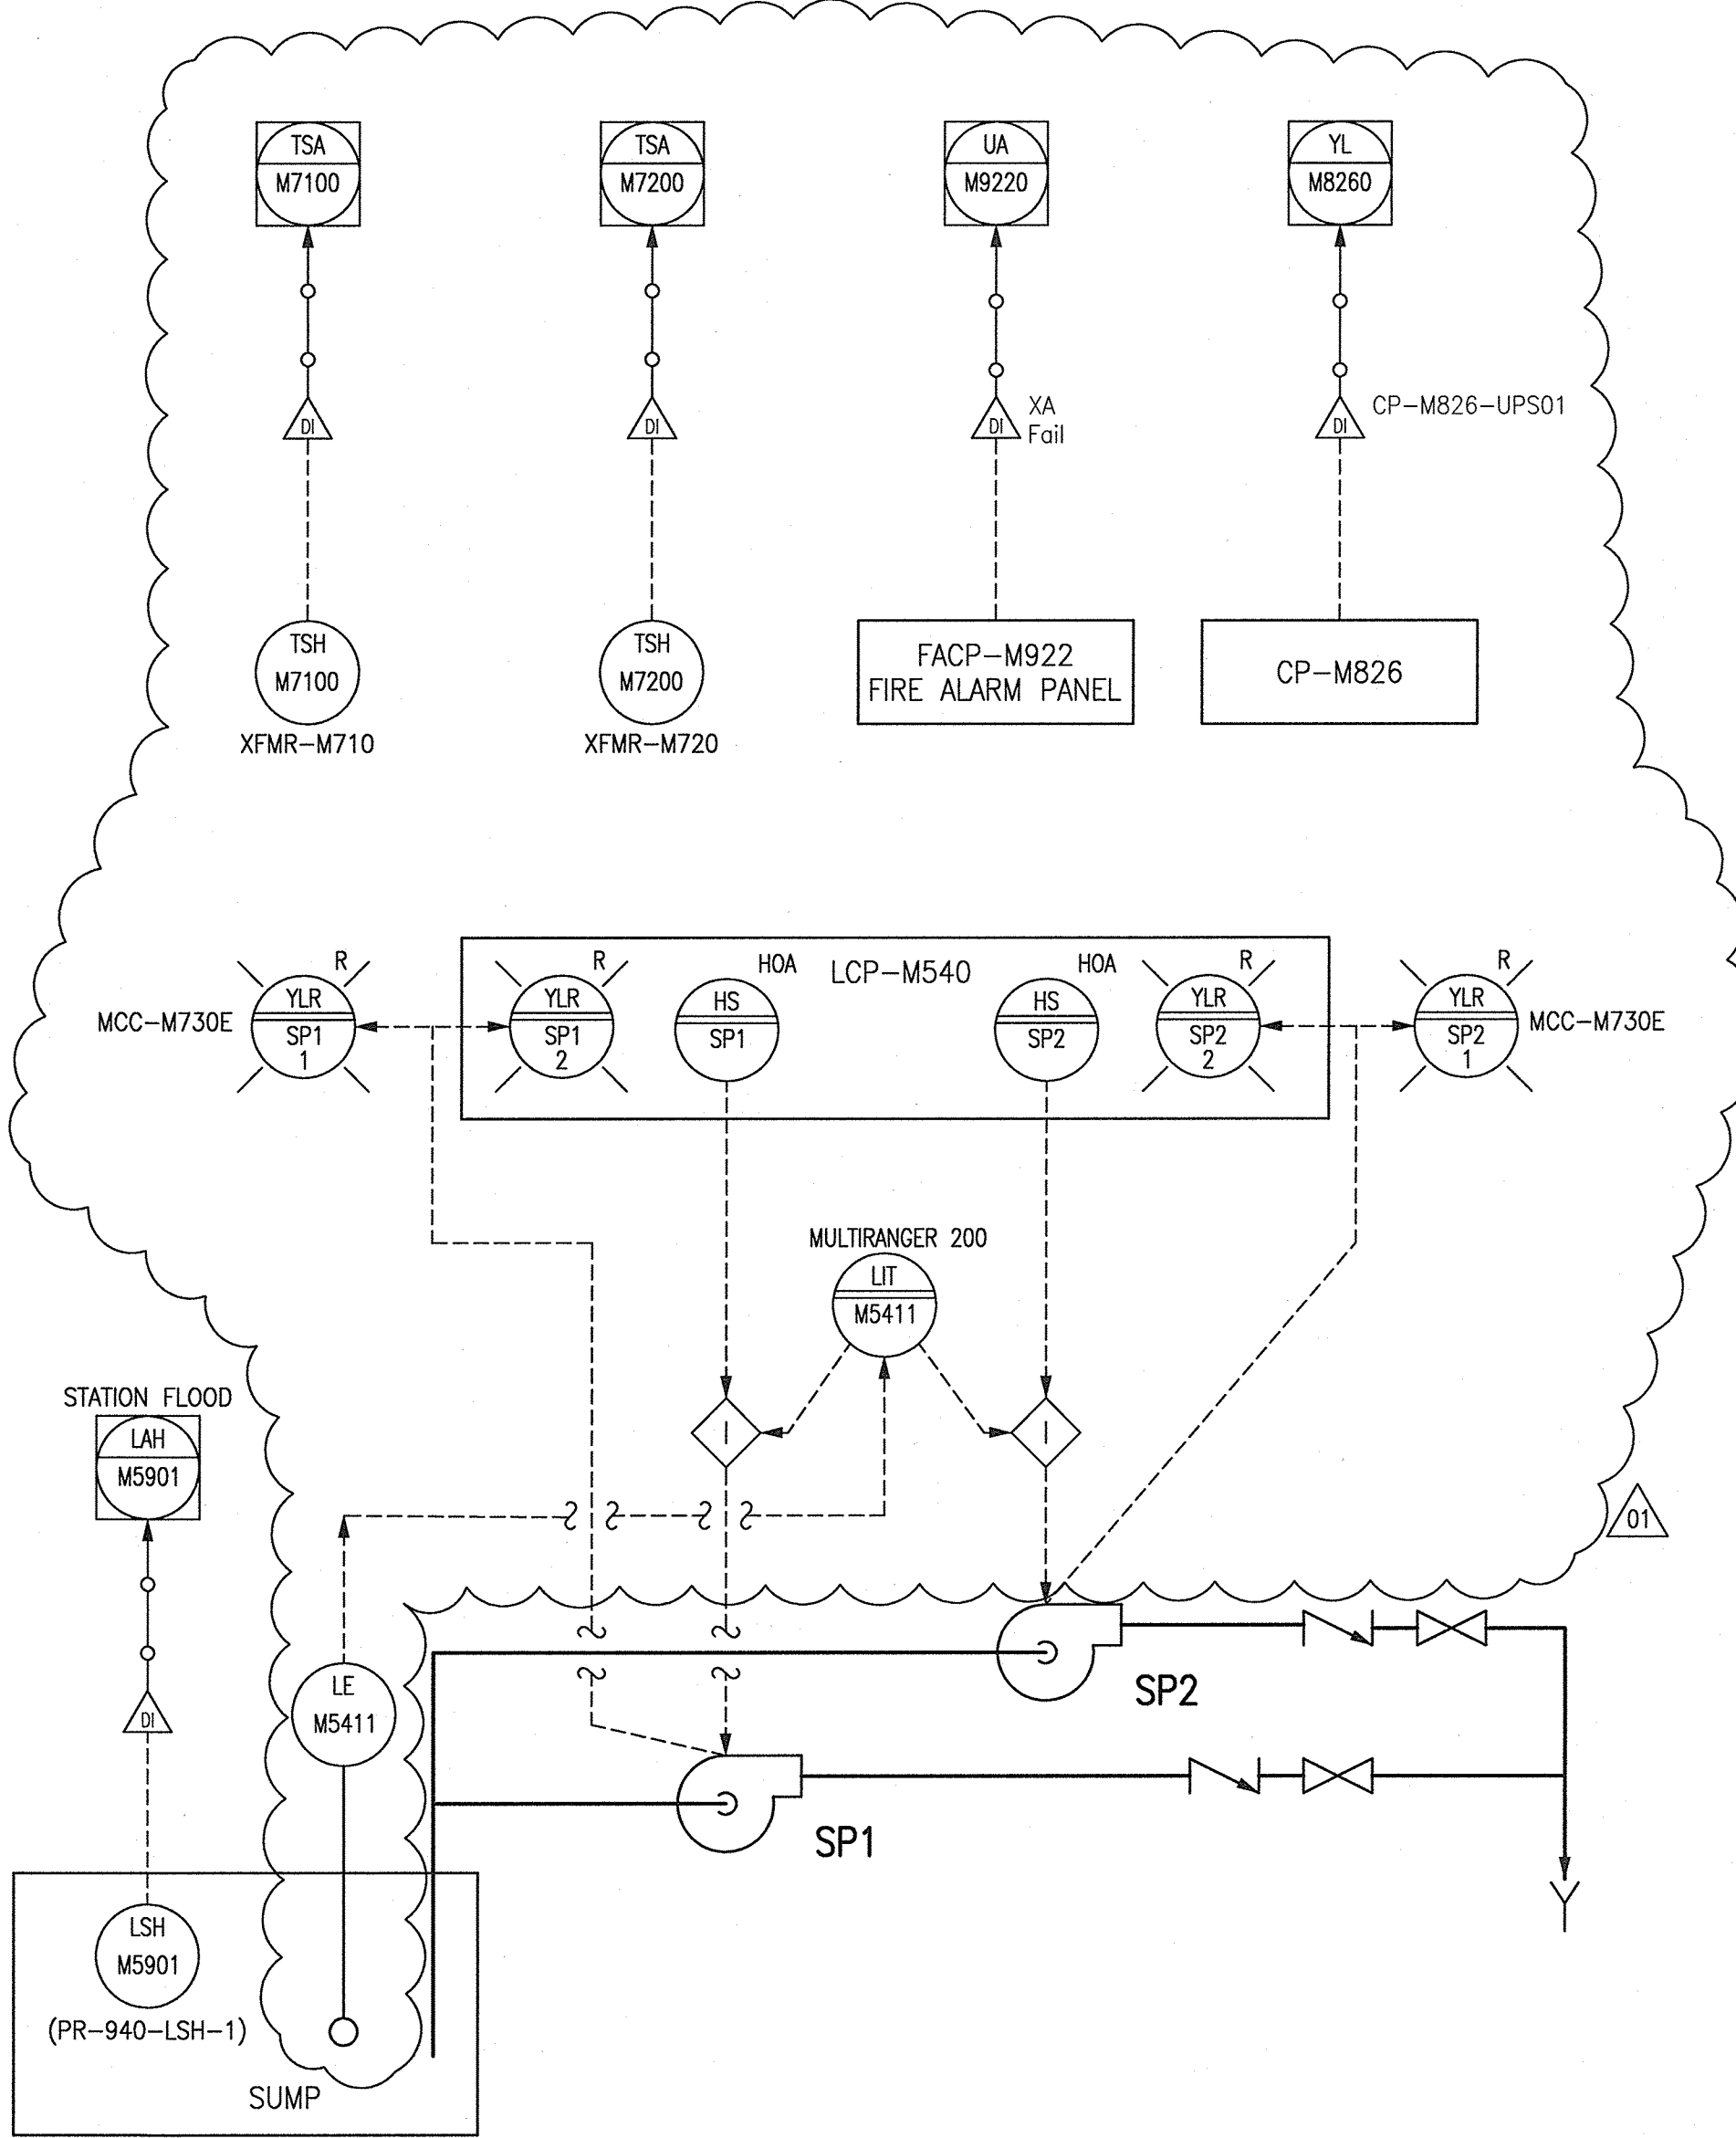 TSA
M7100
TSA
M7200
UA
M9220
YL
M8260
DI
DI
DI
XA
Fail
DI
CP-M826-UPS01
TSH
M7100
XFMR-M710
TSH
M7200
XFMR-M720
FACP-M922
FIRE ALARM PANEL
CP-M826
MCC-M730E
R
YLR
SP1
1
R
YLR
SP1
2
HOA
HS
SP1
LCP-M540
HOA
HS
SP2
R
YLR
SP2
2
R
YLR
SP2
1
MCC-M730E
MULTIRANGER 200
LIT
M5411
I
I
STATION FLOOD
LAH
M5901
01
DI
LE
M5411
SP2
SP1
LSH
M5901
(PR-940-LSH-1)
SUMP